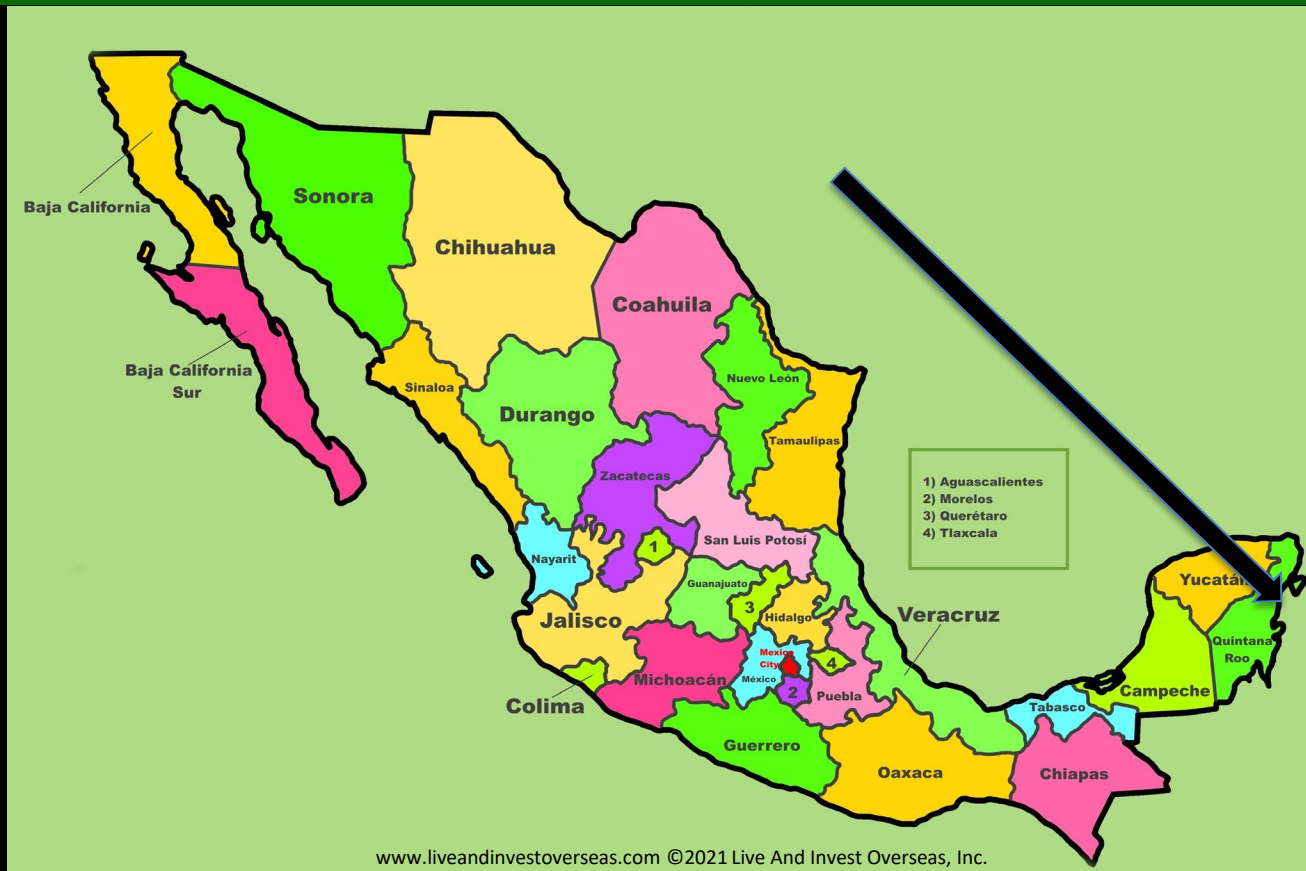 Baja California
Sonora
Chihuahua
Coahuila
Baja California
Sur
Sinaloa
Durango
Nuevo León
Tamaulipas
Zacatecas
1) Aguascalientes
2) Morelos
3) Querétaro
4) Tlaxcala
San Luis Potosí
1
Nayarit
Guanajuato
Yucatán
Jalisco
3
Hidalgo
Veracruz
Quintana
Roo
Mexico
City
4
México
2
Michoacán
Puebla
Colima
Campeche
Tabasco
Guerrero
Oaxaca
Chiapas
www.liveandinvestoverseas.com ©2021 Live And Invest Overseas, Inc.